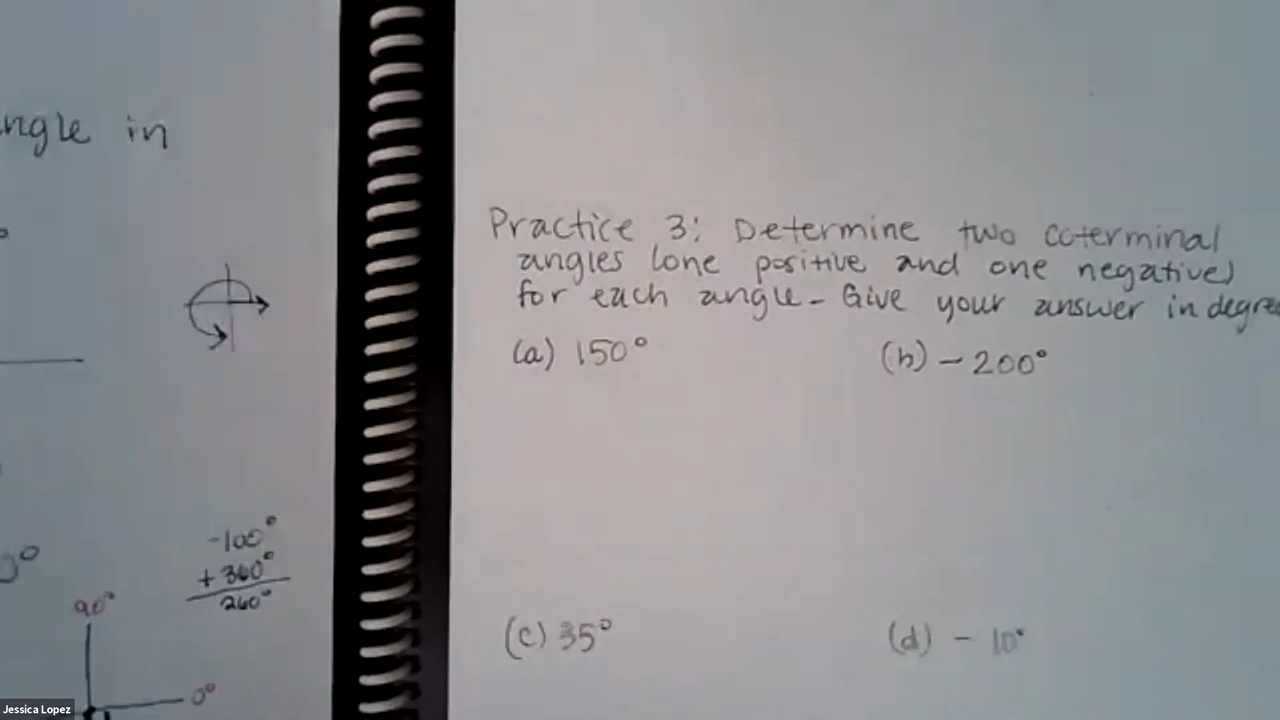 ngle in
-100°
+ 360°
260°
90°
0°
Practice 3: Determine two coterminal
angles (one positive and one negative)
for each angle. Give your answer in degre
(a) 150°
(b) - 200°
(c) 35°
(d) - 10°
Jessica Lopez